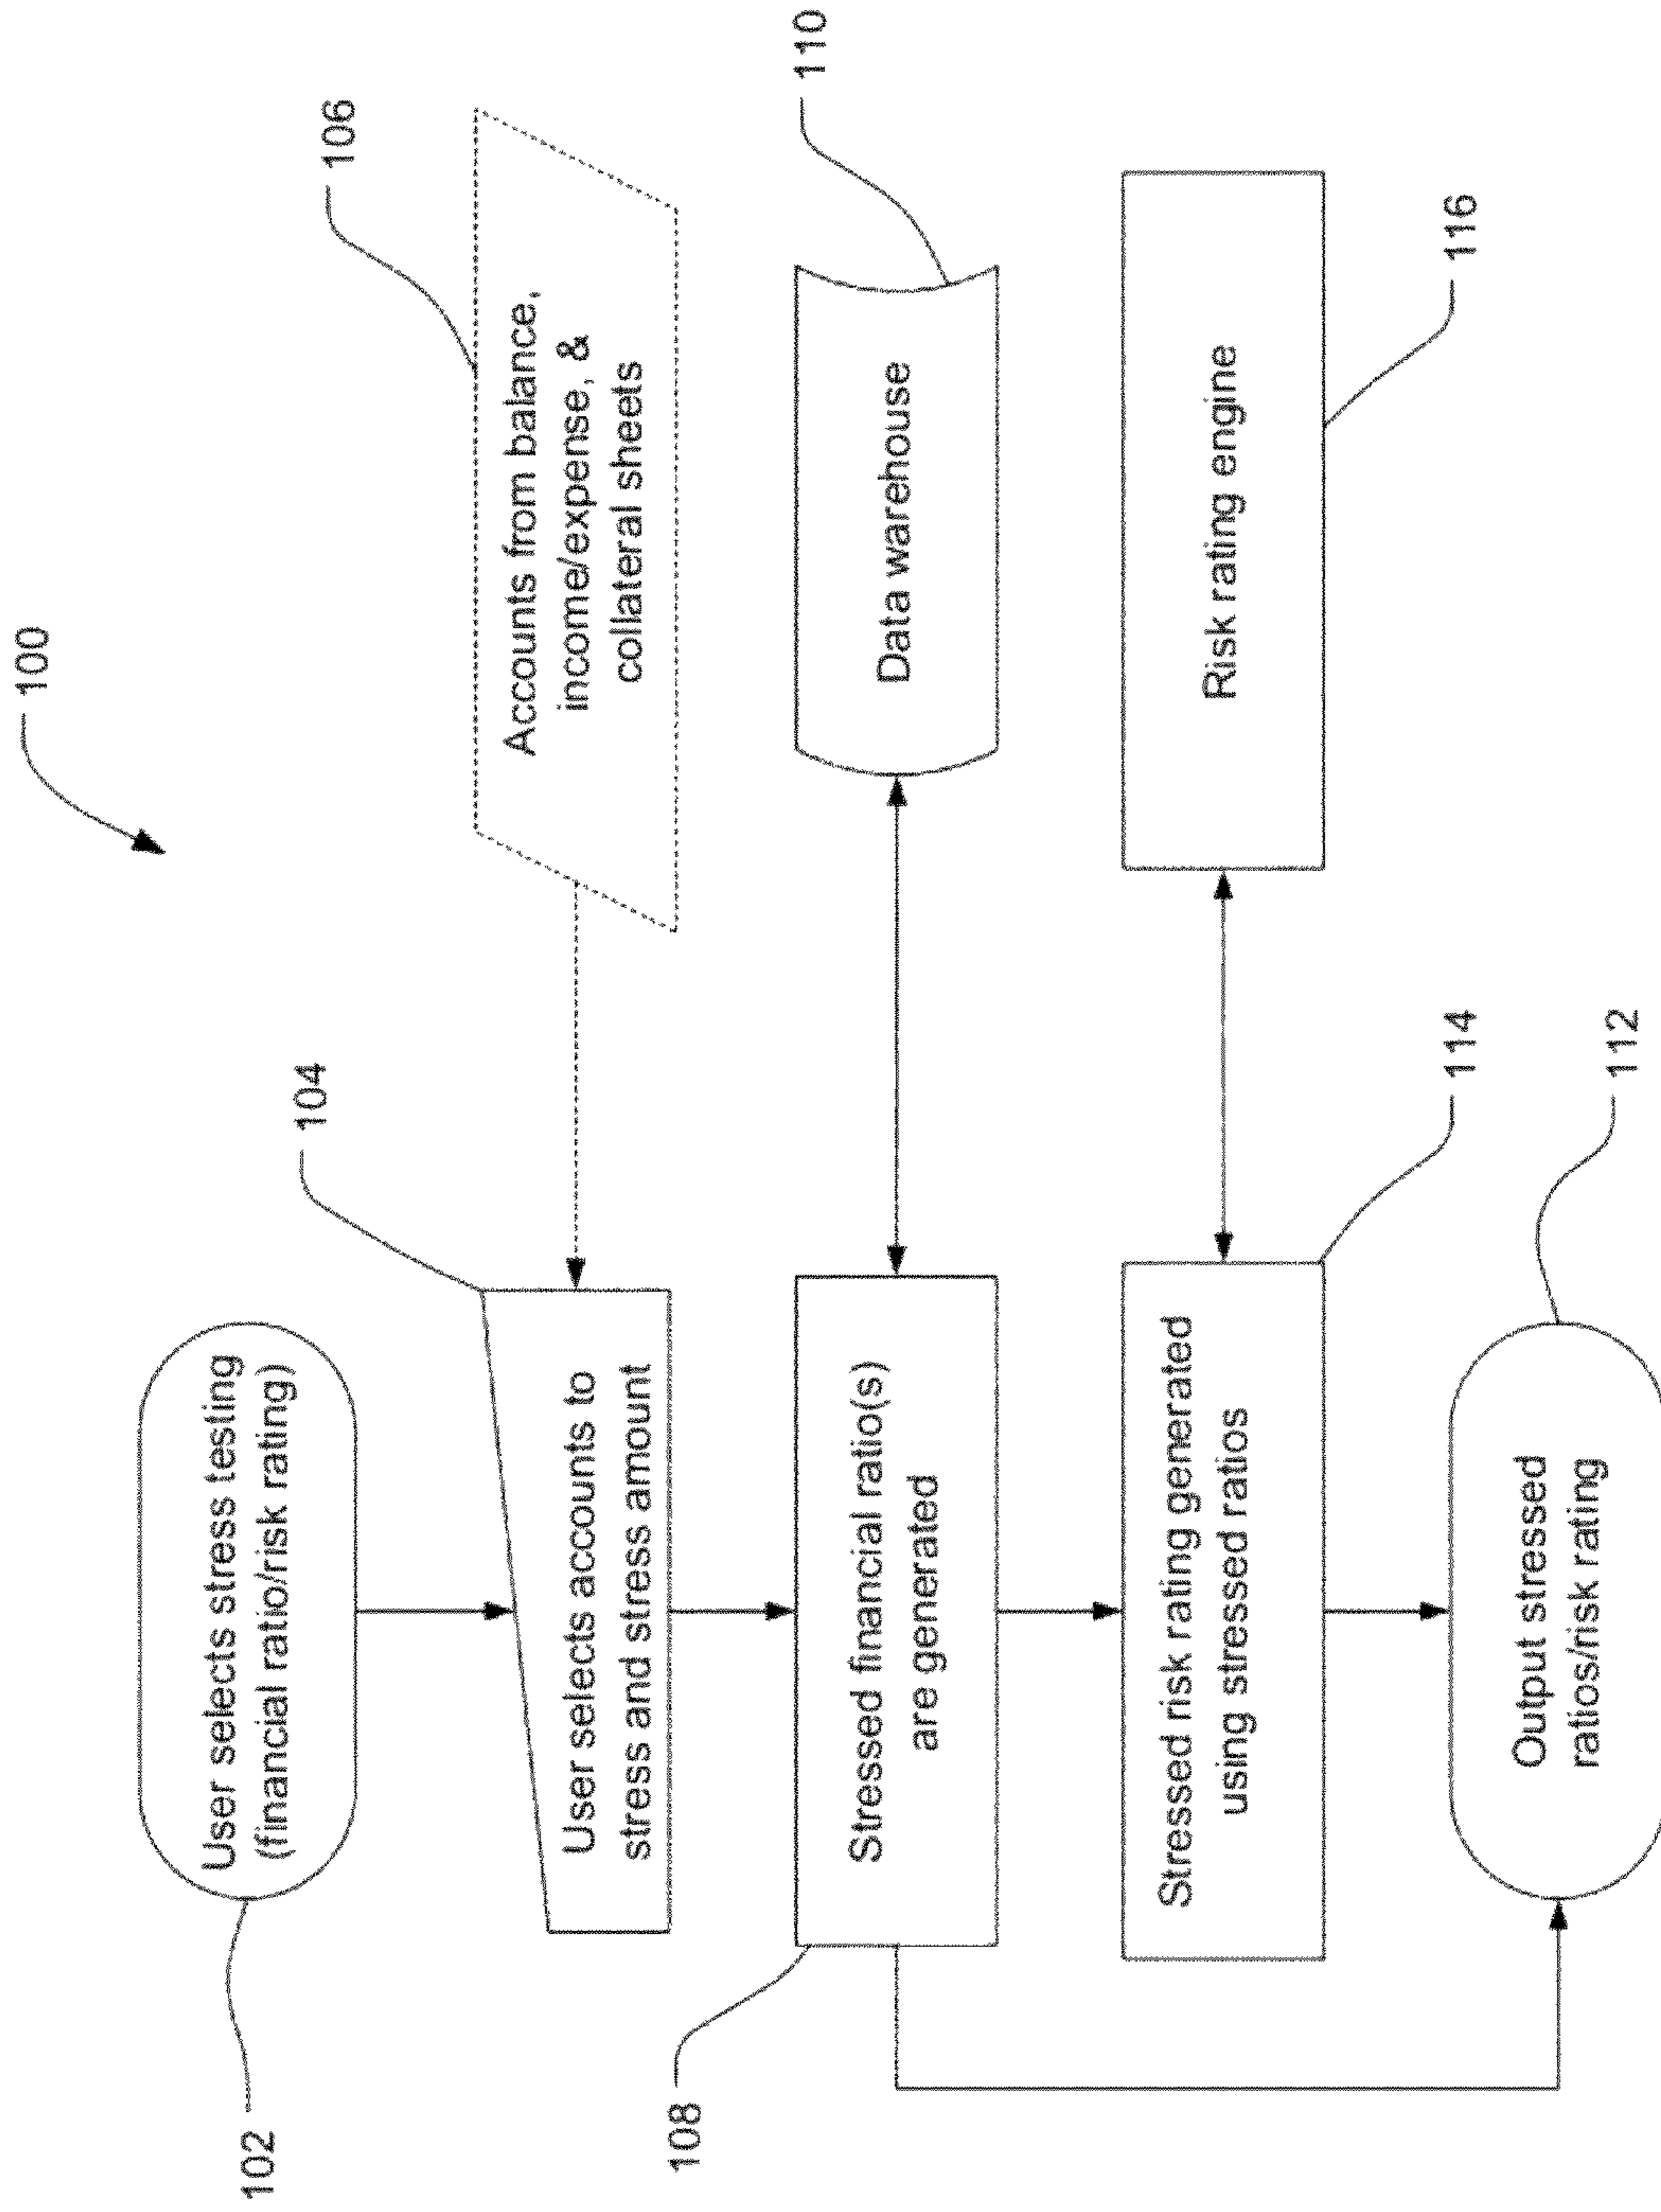 100
102
User selects stress testing
(financial ratio/risk rating)
104
User selects accounts to
stress and stress amount
106
Accounts from balance,
income/expense, &
collateral sheets
108
Stressed financial ratio(s)
are generated
110
Data warehouse
Stressed risk rating generated
using stressed ratios
114
Risk rating engine
116
Output stressed
ratios/risk rating
112